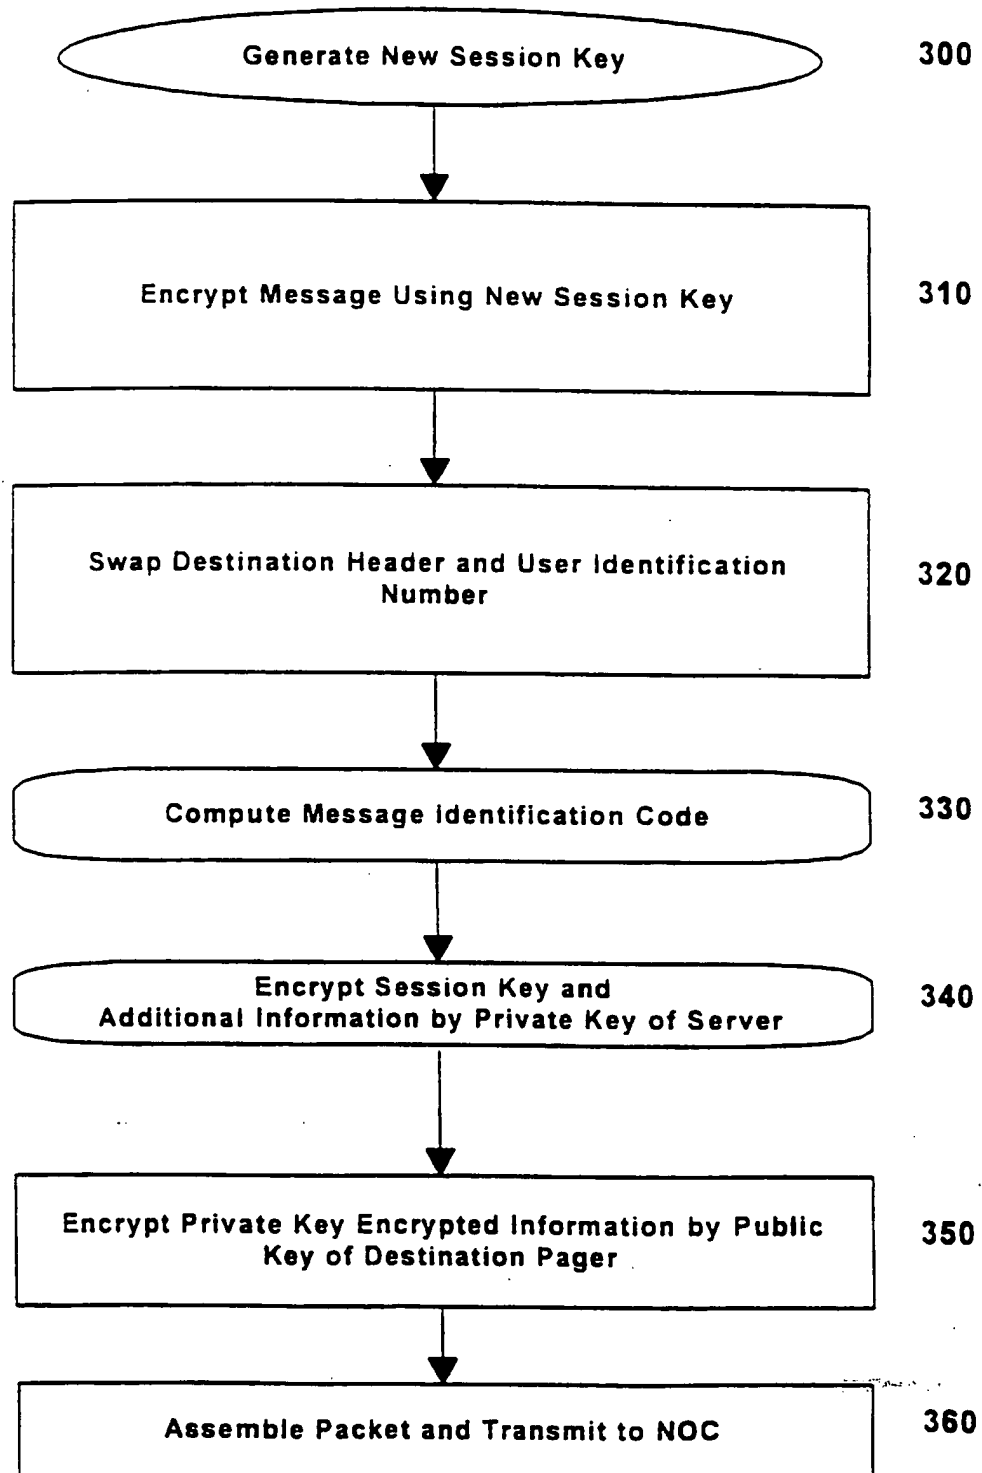 Generate New Session Key
300
Encrypt Message Using New Session Key
310
Swap Destination Header and User Identification
Number
320
Compute Message Identification Code
330
Encrypt Session Key and
Additional Information by Private Key of Server
340
Encrypt Private Key Encrypted Information by Public
Key of Destination Pager
350
Assemble Packet and Transmit to NOC
360